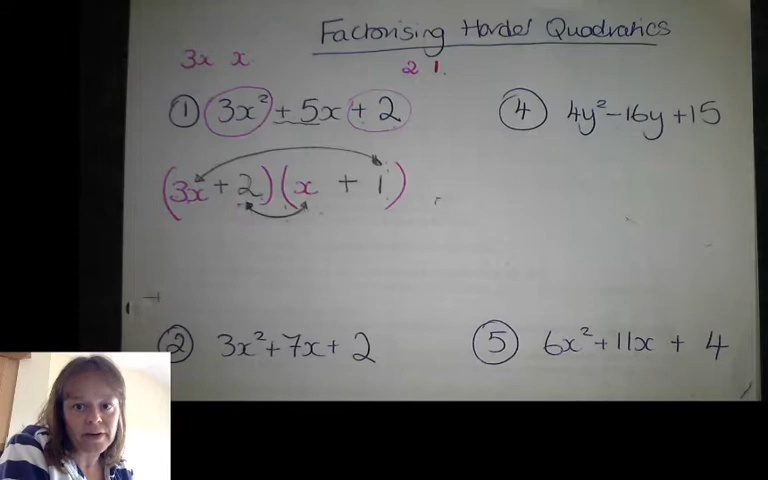 Factorising Harder Quadratics
3x x
2 1.
① 3x² + 5x + 2
(3x + 2)(x + 1)
④ 4y² - 16y + 15
② 3x² + 7x + 2
⑤ 6x² + 11x + 4